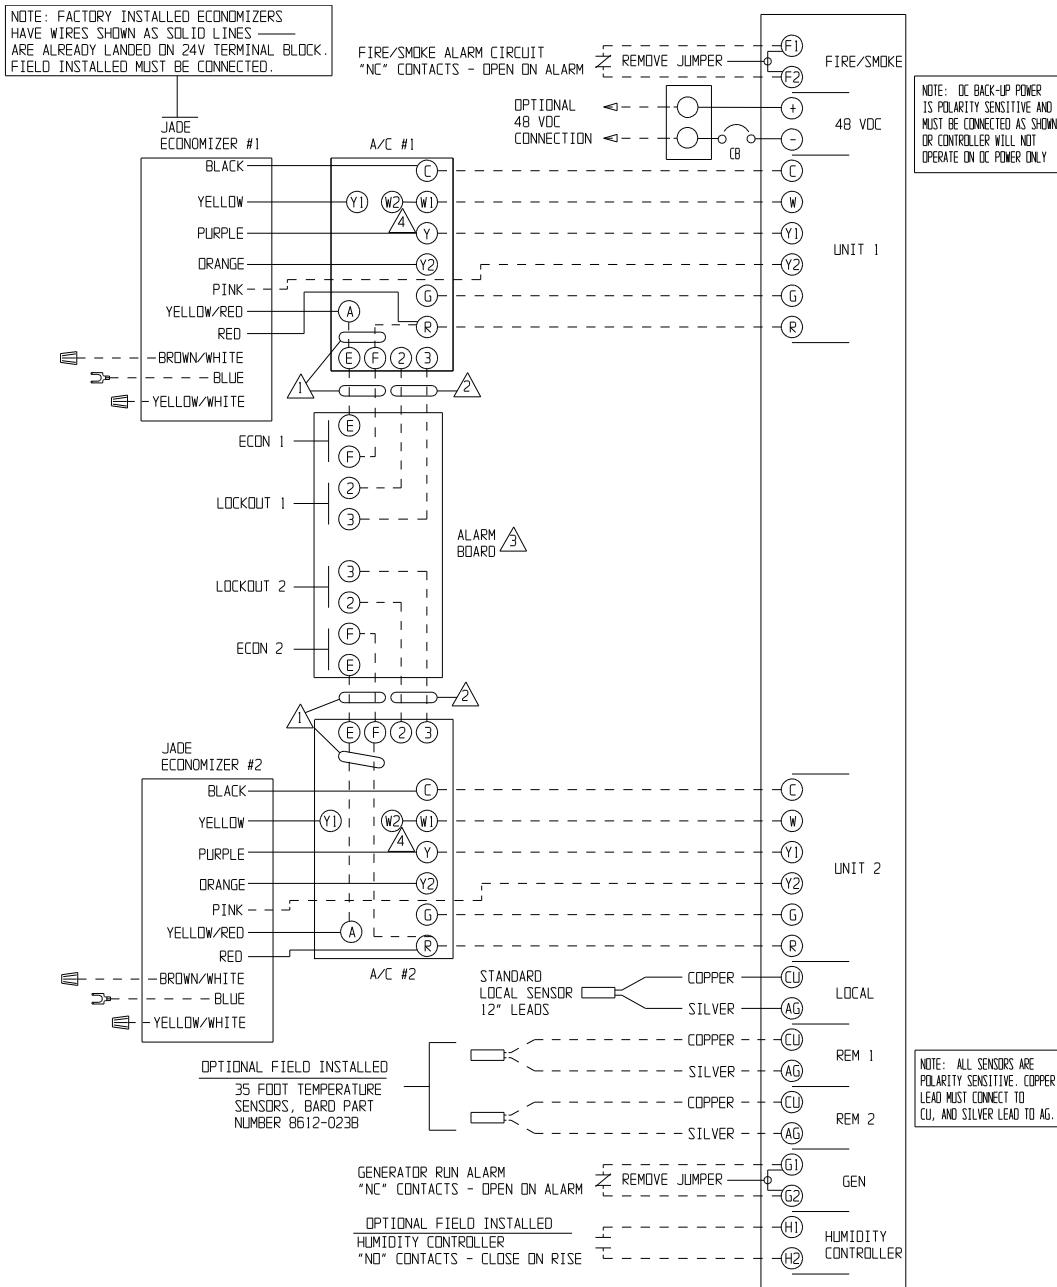 NOTE: FACTORY INSTALLED ECONOMIZERS
HAVE WIRES SHOWN AS SOLID LINES
ARE ALREADY LANDED ON 24V TERMINAL BLOCK.
FIELD INSTALLED MUST BE CONNECTED.
FIRE/SMOKE ALARM CIRCUIT
"NC" CONTACTS - OPEN ON ALARM
REMOVE JUMPER
F1
F2
FIRE/SMOKE
OPTIONAL
48 VDC
CONNECTION
CB
+
-
48 VDC
NOTE: DC BACK-UP POWER
IS POLARITY SENSITIVE AND
MUST BE CONNECTED AS SHOWN
OR CONTROLLER WILL NOT
OPERATE ON DC POWER ONLY
JADE
ECONOMIZER #1
A/C #1
BLACK
YELLOW
PURPLE
ORANGE
PINK
YELLOW/RED
RED
BROWN/WHITE
BLUE
YELLOW/WHITE
C
Y1 W2 W1
4
Y
Y2
G
A
R
E F 2 3
C
W
Y1
Y2
G
R
UNIT 1
1
2
ECON 1
E
F
LOCKOUT 1
2
3
ALARM
BOARD
3
LOCKOUT 2
3
2
ECON 2
F
E
1
2
E F 2 3
JADE
ECONOMIZER #2
BLACK
YELLOW
PURPLE
ORANGE
PINK
YELLOW/RED
RED
BROWN/WHITE
BLUE
YELLOW/WHITE
C
Y1 W2 W1
4
Y
Y2
G
A
R
A/C #2
C
W
Y1
Y2
G
R
UNIT 2
STANDARD
LOCAL SENSOR
12" LEADS
COPPER
SILVER
CU
AG
LOCAL
OPTIONAL FIELD INSTALLED
35 FOOT TEMPERATURE
SENSORS, BARD PART
NUMBER 8612-023B
COPPER
SILVER
CU
AG
REM 1
COPPER
SILVER
CU
AG
REM 2
NOTE: ALL SENSORS ARE
POLARITY SENSITIVE. COPPER
LEAD MUST CONNECT TO
CU, AND SILVER LEAD TO AG.
GENERATOR RUN ALARM
"NC" CONTACTS - OPEN ON ALARM
REMOVE JUMPER
G1
G2
GEN
OPTIONAL FIELD INSTALLED
HUMIDITY CONTROLLER
"NO" CONTACTS - CLOSE ON RISE
H1
H2
HUMIDITY
CONTROLLER